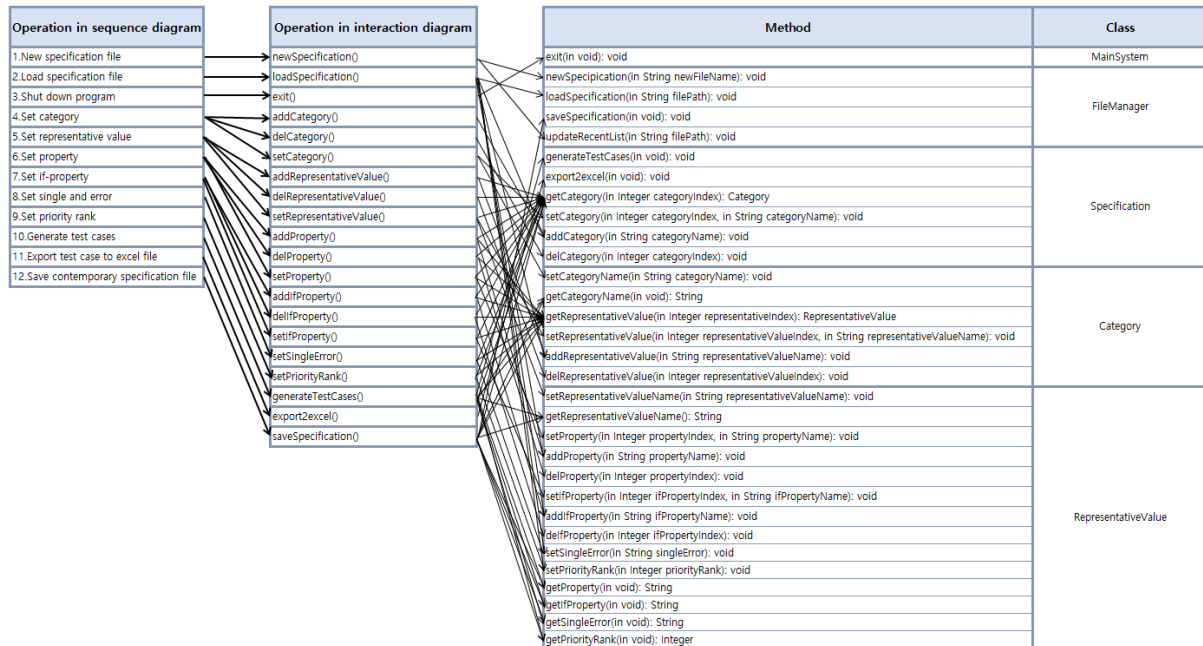 Operation in sequence diagram
1.New specification file
2.Load specification file
3.Shut down program
4.Set category
5.Set representative value
6.Set property
7.Set if-property
8.Set single and error
9.Set priority rank
10.Generate test cases
11.Export test case to excel file
12.Save contemporary specification file
Operation in interaction diagram
newSpecification()
loadSpecification()
exit()
addCategory()
delCategory()
setCategory()
addRepresentativeValue()
delRepresentativeValue()
setRepresentativeValue()
addProperty()
delProperty()
setProperty()
addIfProperty()
delIfProperty()
setIfProperty()
setSingleError()
setPriorityRank()
generateTestCases()
export2excel()
saveSpecification()
Method
exit(in void): void
newSpecipication(in String newFileName): void
loadSpecification(in String filePath): void
saveSpecification(in void): void
updateRecentList(in String filePath): void
generateTestCases(in void): void
export2excel(in void): void
getCategory(in Integer categoryIndex): Category
setCategory(in Integer categoryIndex, in String categoryName): void
addCategory(in String categoryName): void
delCategory(in Integer categoryIndex): void
setCategoryName(in String categoryName): void
getCategoryName(in void): String
getRepresentativeValue(in Integer representativeIndex): RepresentativeValue
setRepresentativeValue(in Integer representativeValueIndex, in String representativeValueName): void
addRepresentativeValue(in String representativeValueName): void
delRepresentativeValue(in Integer representativeValueIndex): void
setRepresentativeValueName(in String representativeValueName): void
getRepresentativeValueName(): String
setProperty(in Integer propertyIndex, in String propertyName): void
addProperty(in String propertyName): void
delProperty(in Integer propertyIndex): void
setIfProperty(in Integer ifPropertyIndex, in String ifPropertyName): void
addIfProperty(in String ifPropertyName): void
delfProperty(in Integer ifPropertyIndex): void
setSingleError(in String singleError): void
setPriorityRank(in Integer priorityRank): void
getProperty(in void): String
getIfProperty(in void): String
getSingleError(in void): String
getPriorityRank(in void): Integer
Class
MainSystem
FileManager
Specification
Category
RepresentativeValue